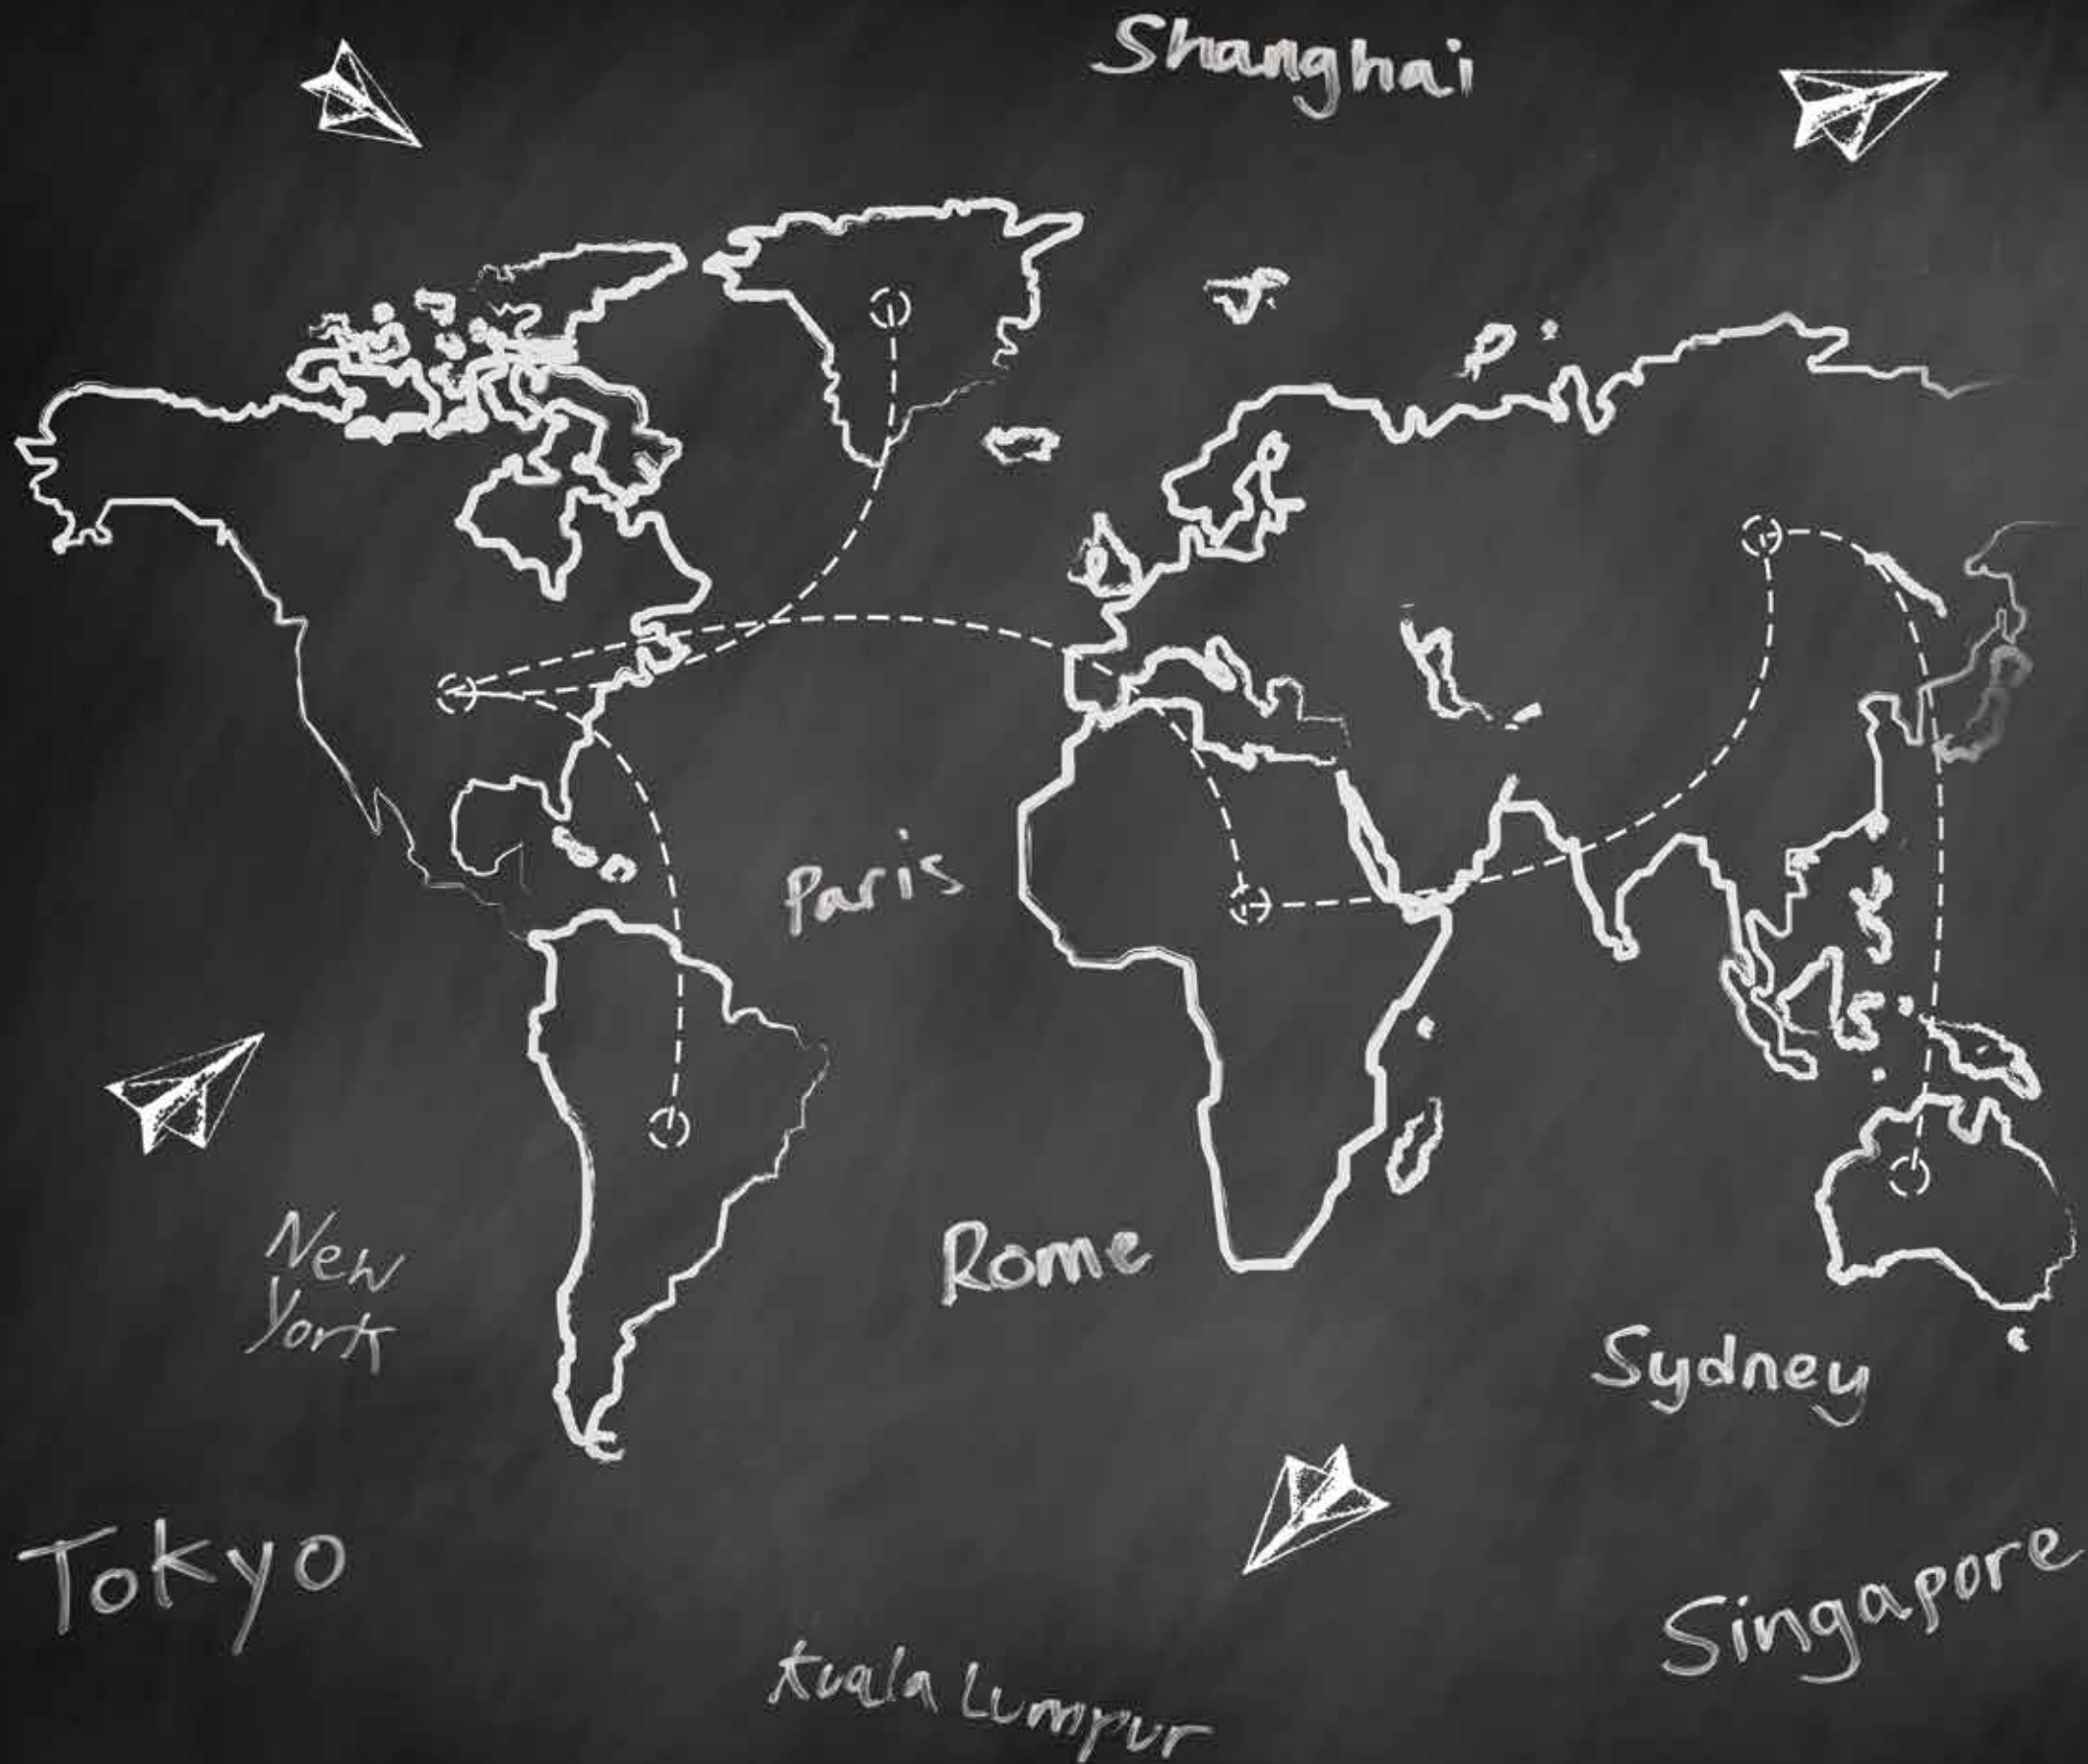 Shanghai
Paris
New
York
Rome
Sydney
Tokyo
Singapore
Kuala Lumpur